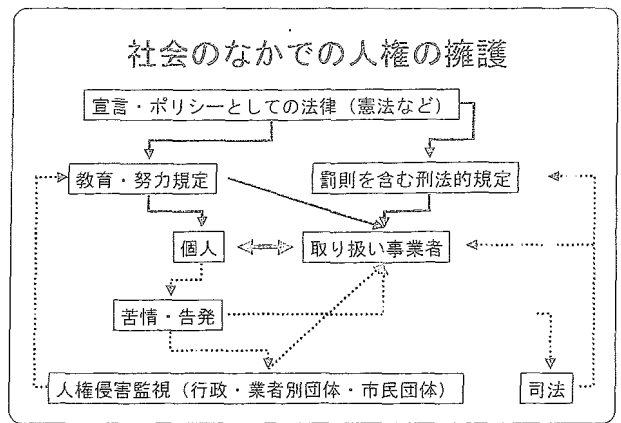 社会のなかでの人権の擁護
宣言・ポリシーとしての法律（憲法など）
教育・努力規定
罰則を含む刑法的規定
個人
取り扱い事業者
苦情・告発
人権侵害監視（行政・業者別団体・市民団体）
司法